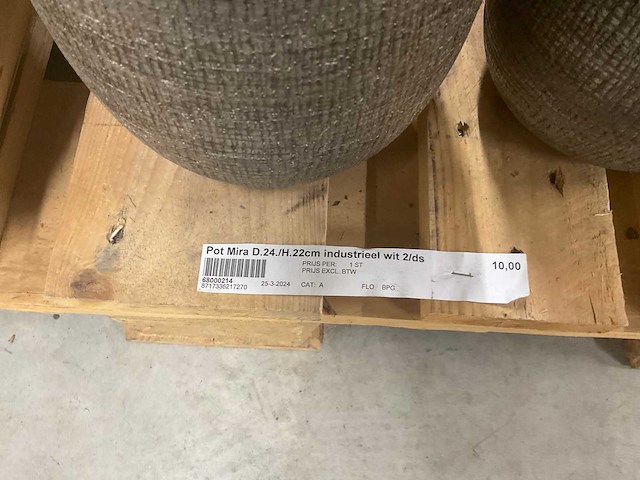 Pot Mira D.24./H.22cm industrieel wit 2/ds
PRIJS PER: 1 ST
PRIJS EXCL. BTW
10,00
68000214
8717336217270 25-3-2024 CAT: A FLO BPG